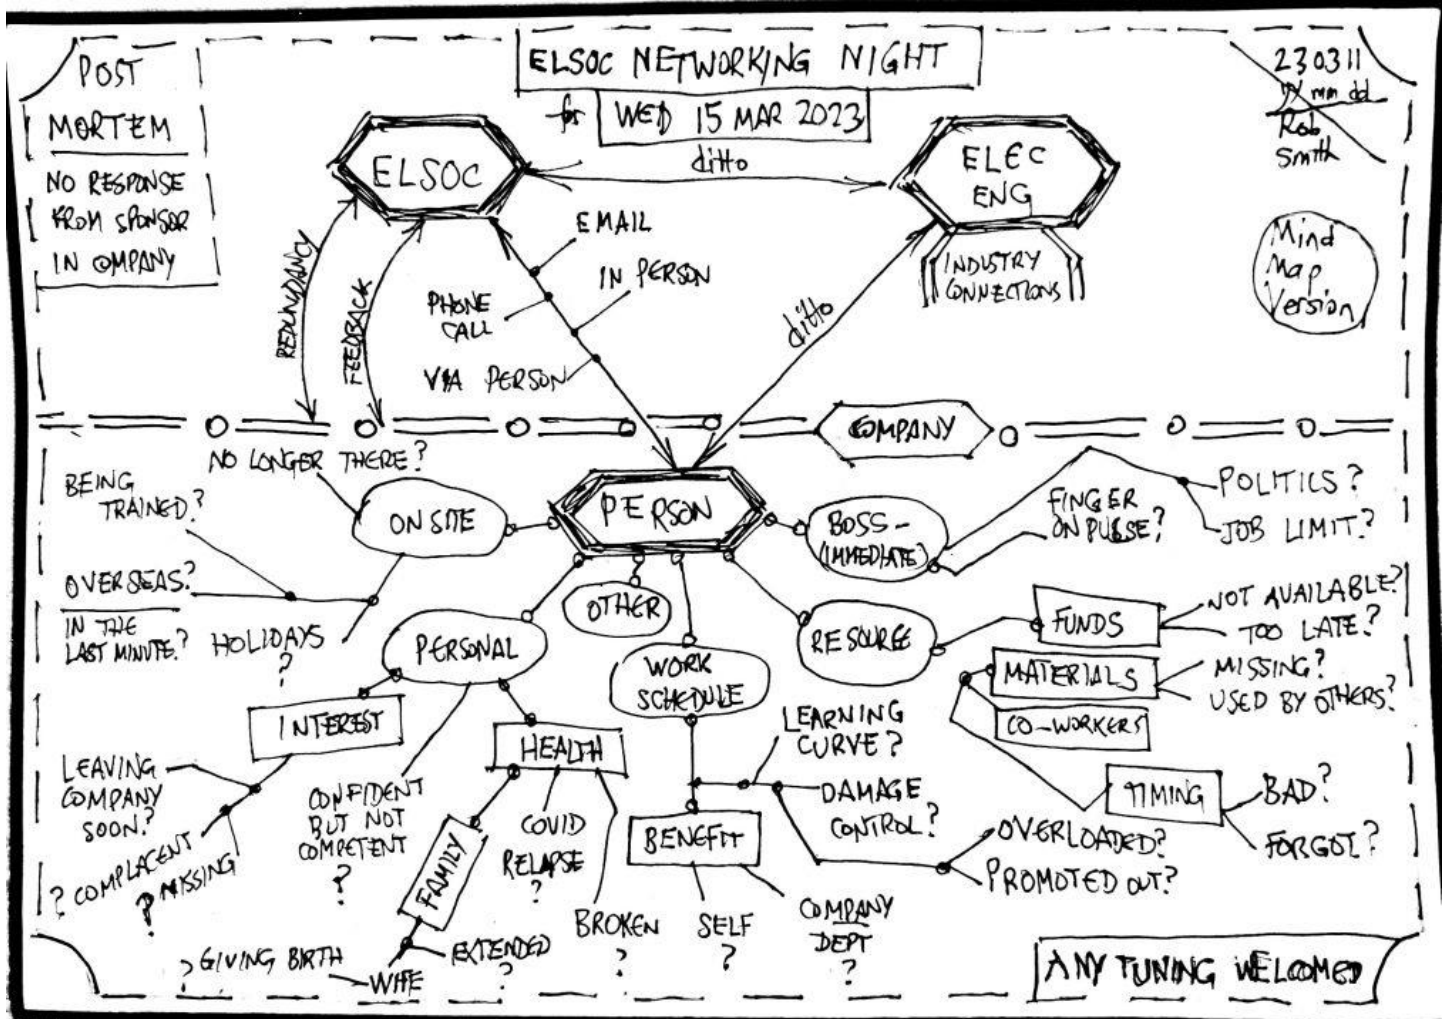 POST
MORTEM
NO RESPONSE
FROM SPONSOR
IN COMPANY
ELSOC NETWORKING NIGHT
for WED 15 MAR 2023
230311
yy mm dd
Rob
Smith
Mind
Map
Version
ELSOC
ditto
ELEC
ENG
INDUSTRY
CONNECTIONS
REDUNDANCY
FEEDBACK
EMAIL
IN PERSON
PHONE
CALL
VIA PERSON
ditto
COMPANY
PERSON
NO LONGER THERE?
ON SITE
BEING
TRAINED?
OVERSEAS?
IN THE
LAST MINUTE?
HOLIDAYS
?
BOSS -
(IMMEDIATE)
FINGER
ON PULSE?
POLITICS?
JOB LIMIT?
OTHER
PERSONAL
WORK
SCHEDULE
RESOURCE
FUNDS
NOT AVAILABLE?
TOO LATE?
MATERIALS
MISSING?
USED BY OTHERS?
CO-WORKERS
TIMING
BAD?
FORGOT?
INTEREST
LEAVING
COMPANY
SOON?
? COMPLACENT
? MISSING
CONFIDENT
BUT NOT
COMPETENT
?
HEALTH
COVID
RELAPSE
?
BROKEN
?
FAMILY
EXTENDED
?
WIFE
? GIVING BIRTH
LEARNING
CURVE?
DAMAGE
CONTROL?
OVERLOADED?
PROMOTED OUT?
BENEFIT
SELF
?
COMPANY
DEPT
?
ANY TUNING WELCOMED